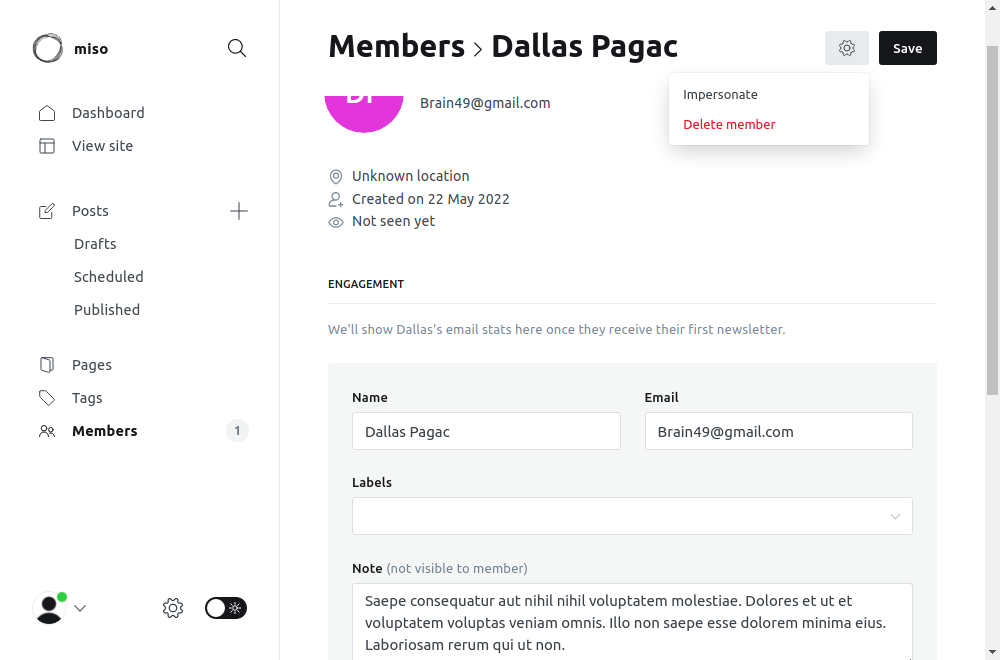 miso
Dashboard
View site
Posts
Drafts
Scheduled
Published
Pages
Tags
Members 1
Members > Dallas Pagac
Save
Impersonate
Delete member
DP
Brain49@gmail.com
Unknown location
Created on 22 May 2022
Not seen yet
ENGAGEMENT
We'll show Dallas's email stats here once they receive their first newsletter.
Name
Dallas Pagac
Email
Brain49@gmail.com
Labels
Note (not visible to member)
Saepe consequatur aut nihil nihil voluptatem molestiae. Dolores et ut et
voluptatem voluptas veniam omnis. Illo non saepe esse dolorem minima eius.
Laboriosam rerum qui ut non.